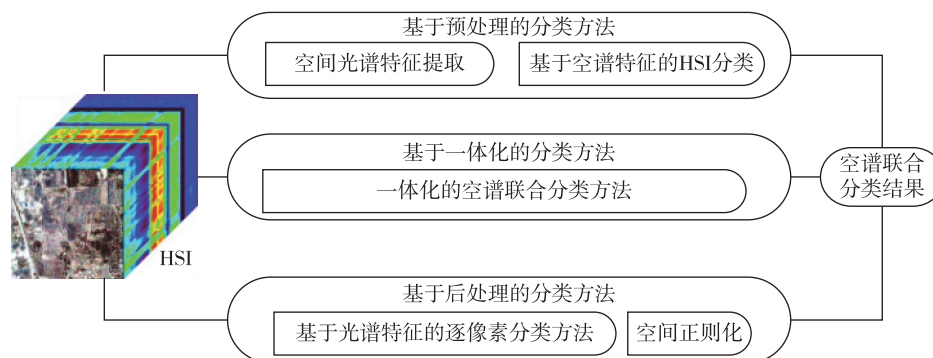 基于预处理的分类方法
空间光谱特征提取
基于空谱特征的HSI分类
基于一体化的分类方法
一体化的空谱联合分类方法
空谱联合
分类结果
HSI
基于后处理的分类方法
基于光谱特征的逐像素分类方法
空间正则化